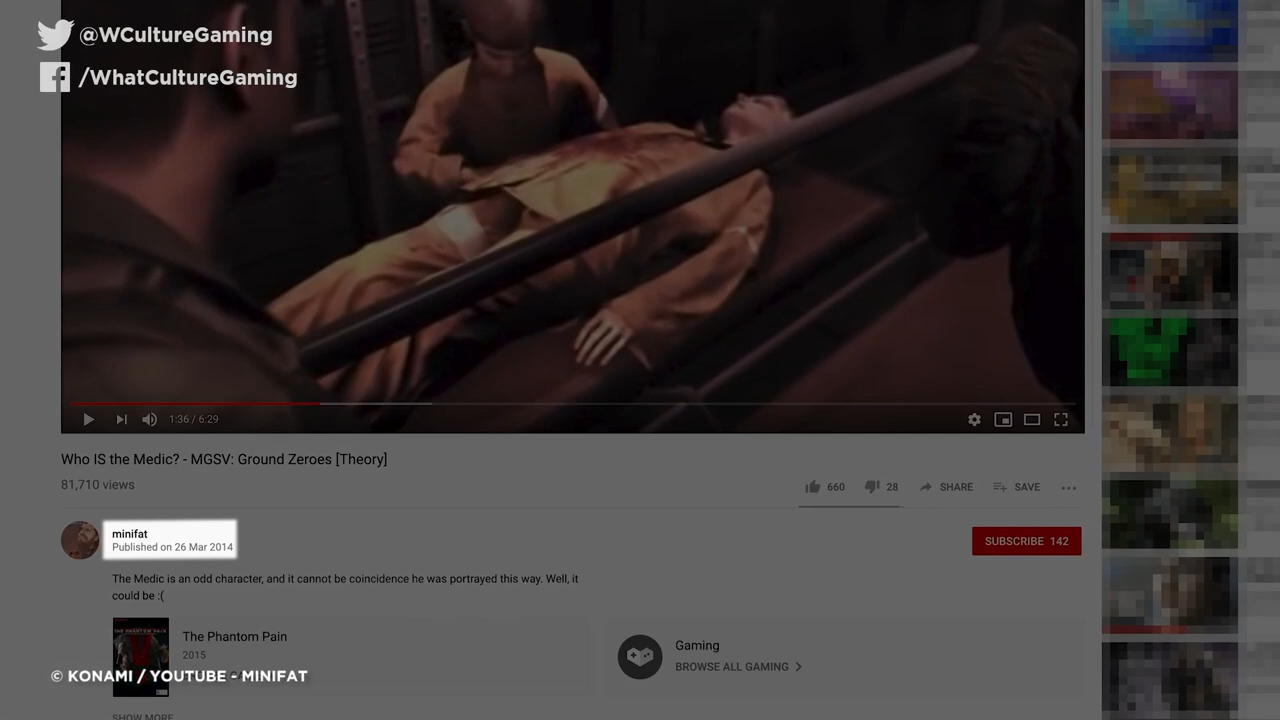 @WCultureGaming
/WhatCultureGaming
1:36 / 6:29
Who IS the Medic? - MGSV: Ground Zeroes [Theory]
81,710 views
660
28
SHARE
SAVE
minifat
Published on 26 Mar 2014
SUBSCRIBE 142
The Medic is an odd character, and it cannot be coincidence he was portrayed this way. Well, it
could be :(
The Phantom Pain
2015
Gaming
BROWSE ALL GAMING
© KONAMI / YOUTUBE - MINIFAT
SHOW MORE